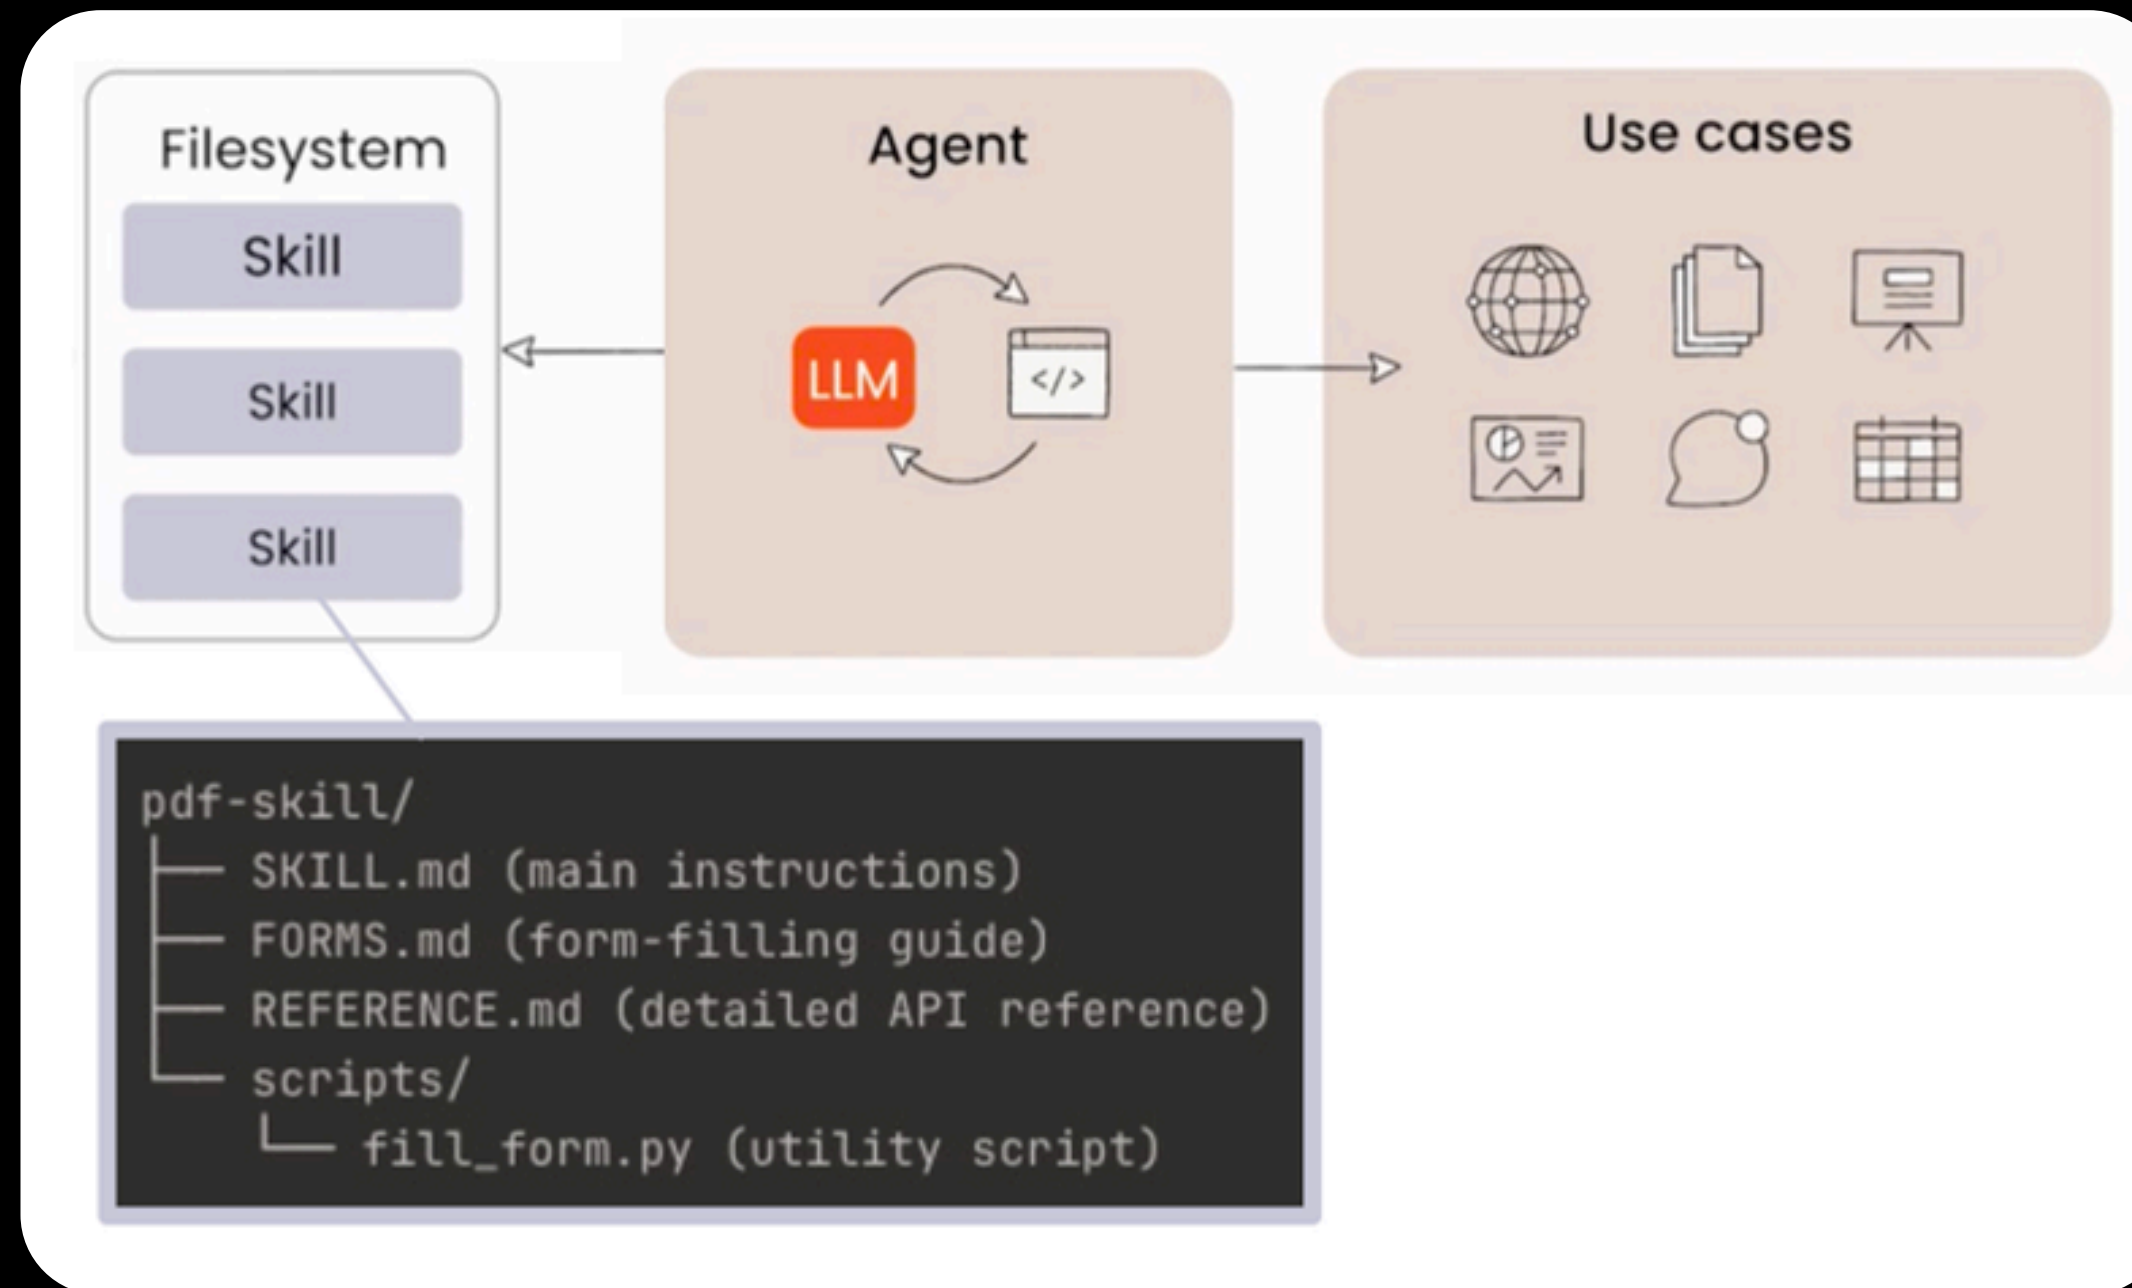 Filesystem
Skill
Skill
Skill
Agent
LLM
</>
Use cases
pdf-skill/
├── SKILL.md (main instructions)
├── FORMS.md (form-filling guide)
├── REFERENCE.md (detailed API reference)
└── scripts/
    └── fill_form.py (utility script)